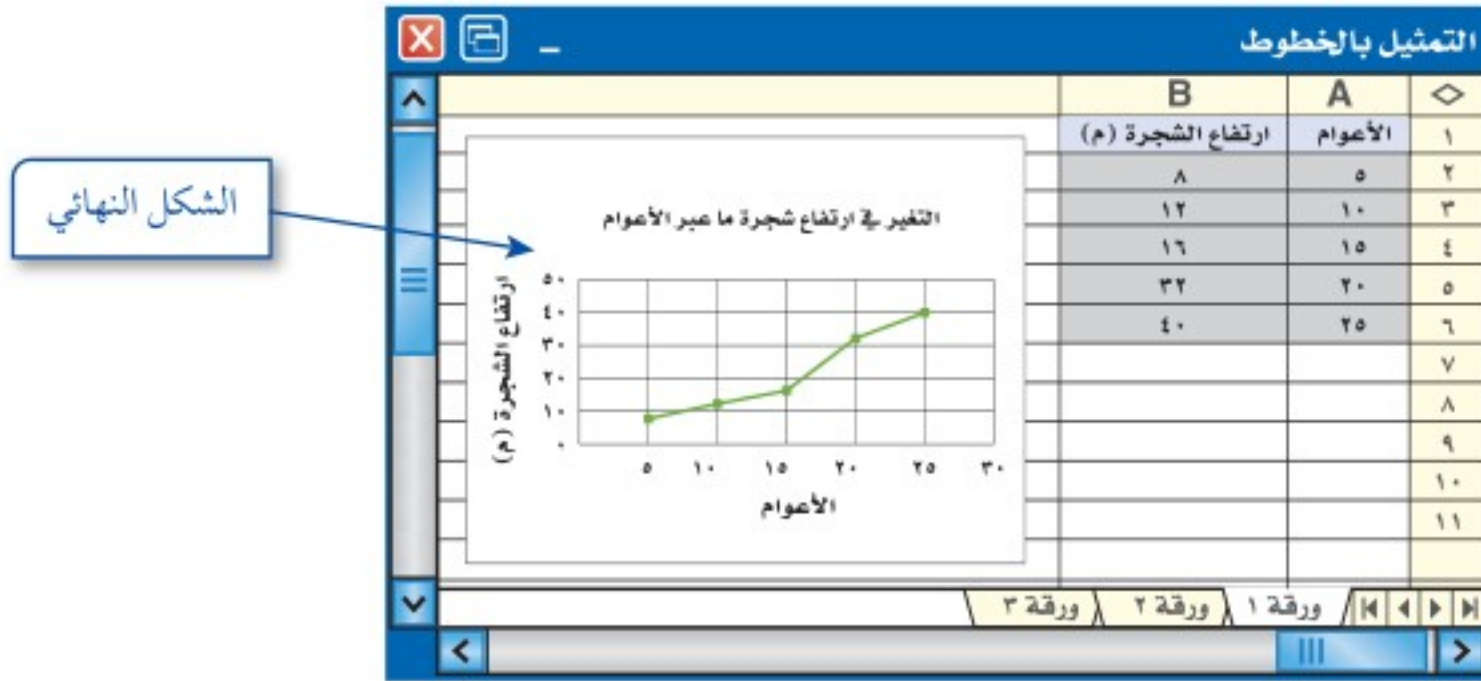 التمثيل بالخطوط
A B
١ الأعوام ارتفاع الشجرة (م)
٢ ٥ ٨
٣ ١٠ ١٢
٤ ١٥ ١٦
٥ ٢٠ ٣٢
٦ ٢٥ ٤٠
٧
٨
٩
١٠
١١
التغير في ارتفاع شجرة ما عبر الأعوام
ارتفاع الشجرة (م)
٥٠
٤٠
٣٠
٢٠
١٠
٠
٥ ١٠ ١٥ ٢٠ ٢٥ ٣٠
الأعوام
ورقة ١ ورقة ٢ ورقة ٣
الشكل النهائي